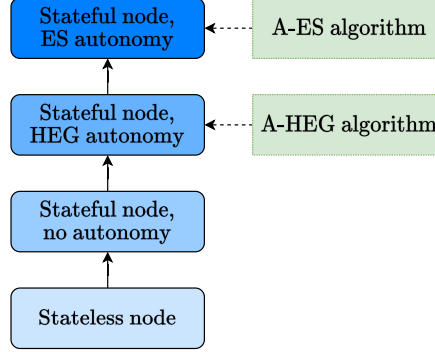 Stateful node,
ES autonomy
A-ES algorithm
Stateful node,
HEG autonomy
A-HEG algorithm
Stateful node,
no autonomy
Stateless node